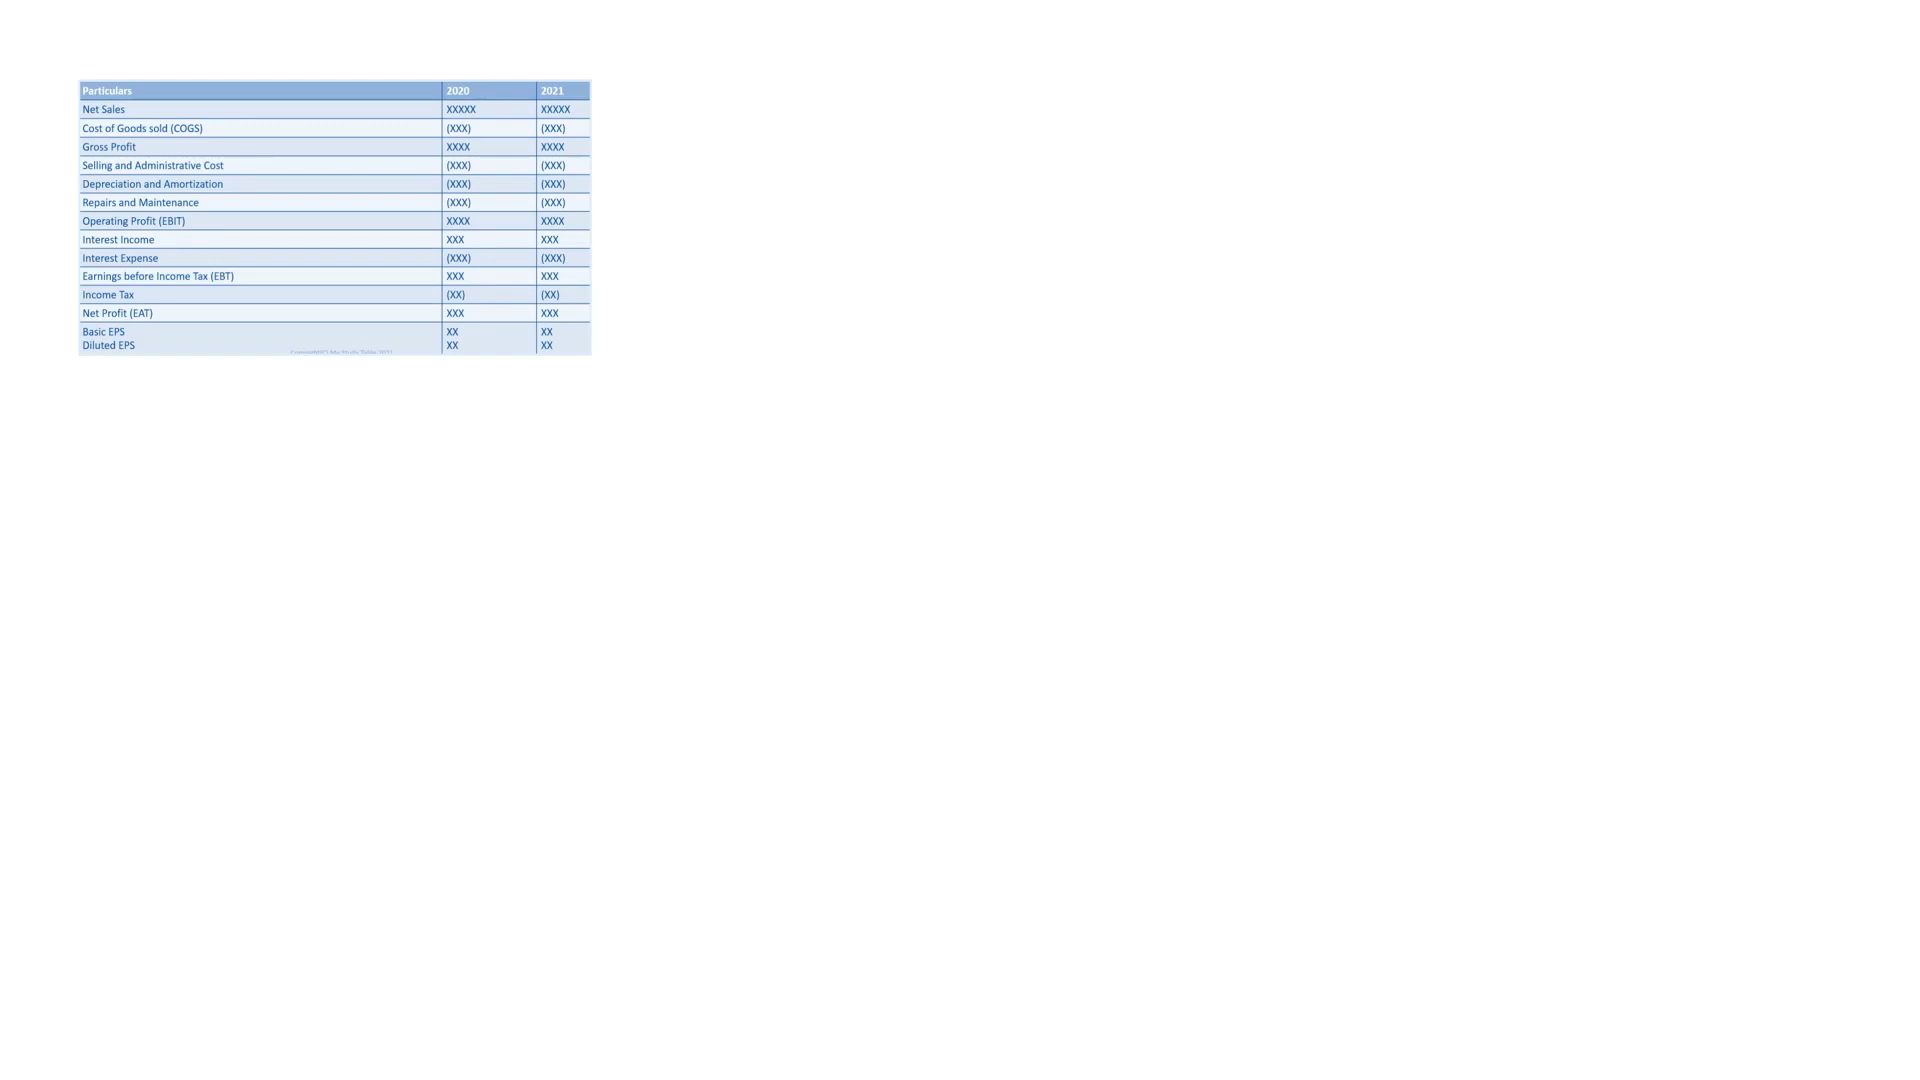 Particulars 2020 2021
Net Sales XXXXX XXXXX
Cost of Goods sold (COGS) (XXX) (XXX)
Gross Profit XXXX XXXX
Selling and Administrative Cost (XXX) (XXX)
Depreciation and Amortization (XXX) (XXX)
Repairs and Maintenance (XXX) (XXX)
Operating Profit (EBIT) XXXX XXXX
Interest Income XXX XXX
Interest Expense (XXX) (XXX)
Earnings before Income Tax (EBT) XXX XXX
Income Tax (XX) (XX)
Net Profit (EAT) XXX XXX
Basic EPS XX XX
Diluted EPS XX XX